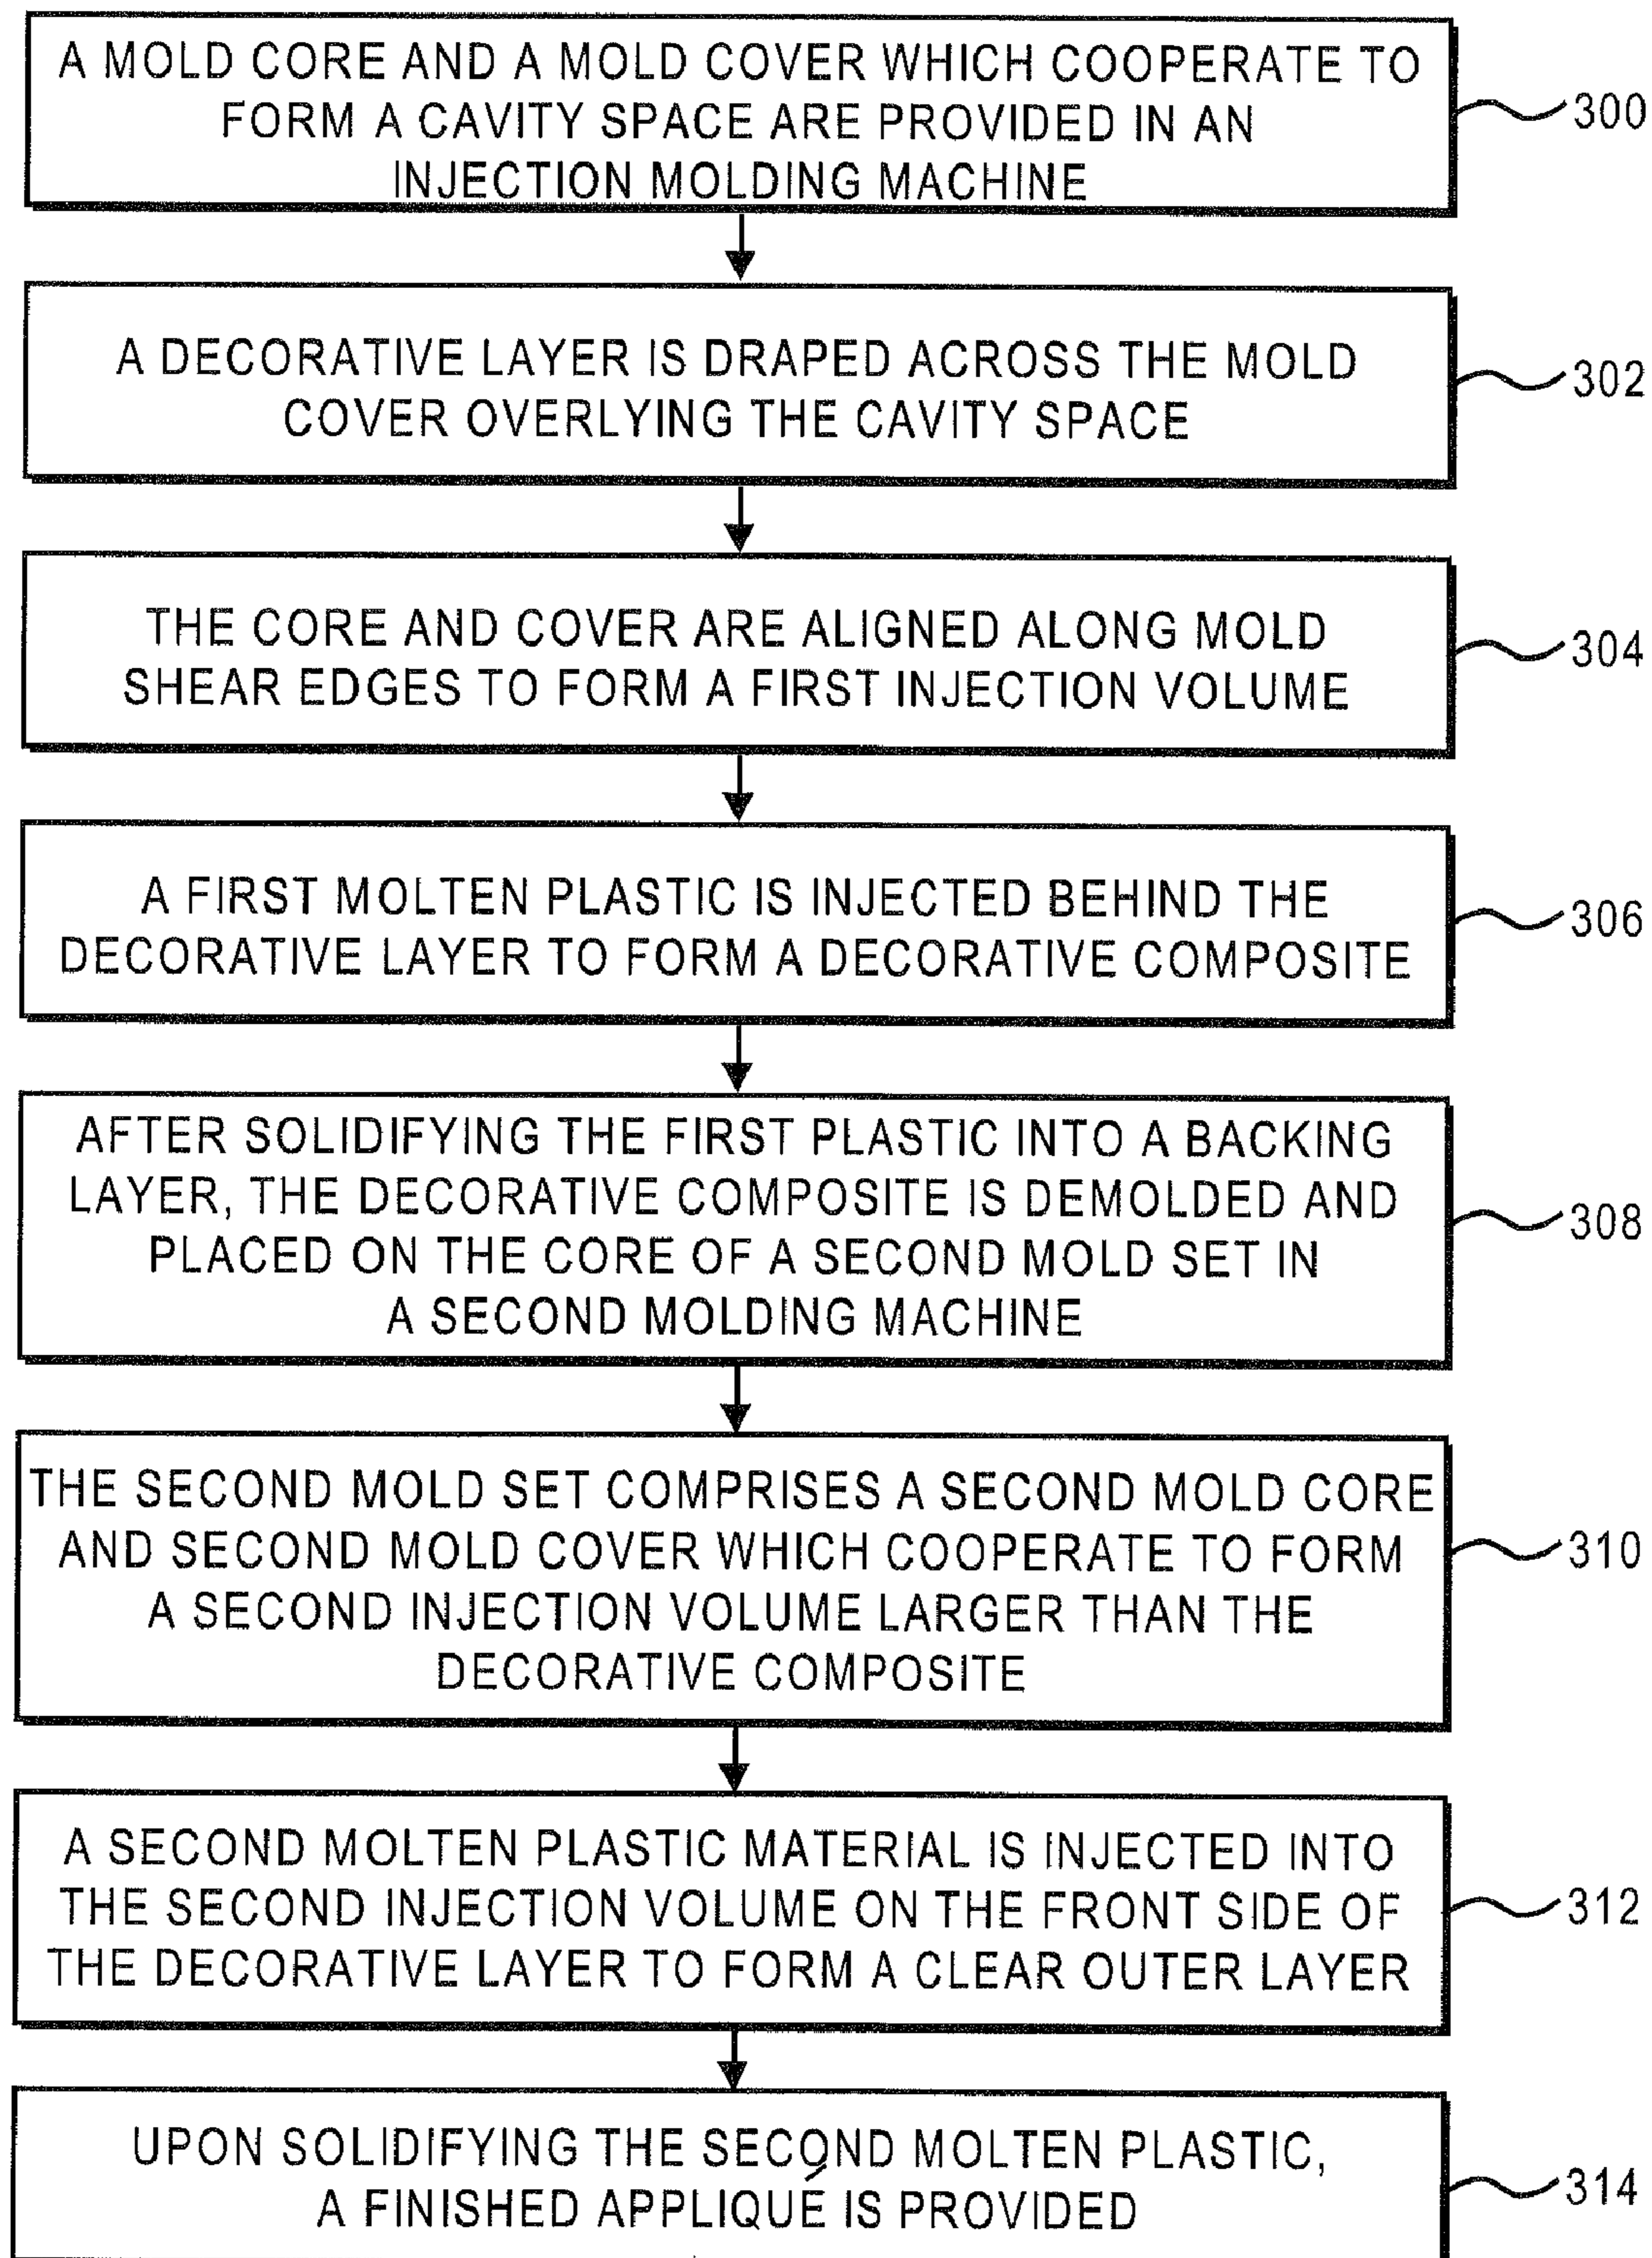 A MOLD CORE AND A MOLD COVER WHICH COOPERATE TO
FORM A CAVITY SPACE ARE PROVIDED IN AN
INJECTION MOLDING MACHINE
300
A DECORATIVE LAYER IS DRAPED ACROSS THE MOLD
COVER OVERLYING THE CAVITY SPACE
302
THE CORE AND COVER ARE ALIGNED ALONG MOLD
SHEAR EDGES TO FORM A FIRST INJECTION VOLUME
304
A FIRST MOLTEN PLASTIC IS INJECTED BEHIND THE
DECORATIVE LAYER TO FORM A DECORATIVE COMPOSITE
306
AFTER SOLIDIFYING THE FIRST PLASTIC INTO A BACKING
LAYER, THE DECORATIVE COMPOSITE IS DEMOLDED AND
PLACED ON THE CORE OF A SECOND MOLD SET IN
A SECOND MOLDING MACHINE
308
THE SECOND MOLD SET COMPRISES A SECOND MOLD CORE
AND SECOND MOLD COVER WHICH COOPERATE TO FORM
A SECOND INJECTION VOLUME LARGER THAN THE
DECORATIVE COMPOSITE
310
A SECOND MOLTEN PLASTIC MATERIAL IS INJECTED INTO
THE SECOND INJECTION VOLUME ON THE FRONT SIDE OF
THE DECORATIVE LAYER TO FORM A CLEAR OUTER LAYER
312
UPON SOLIDIFYING THE SECOND MOLTEN PLASTIC,
A FINISHED APPLIQUÉ IS PROVIDED
314